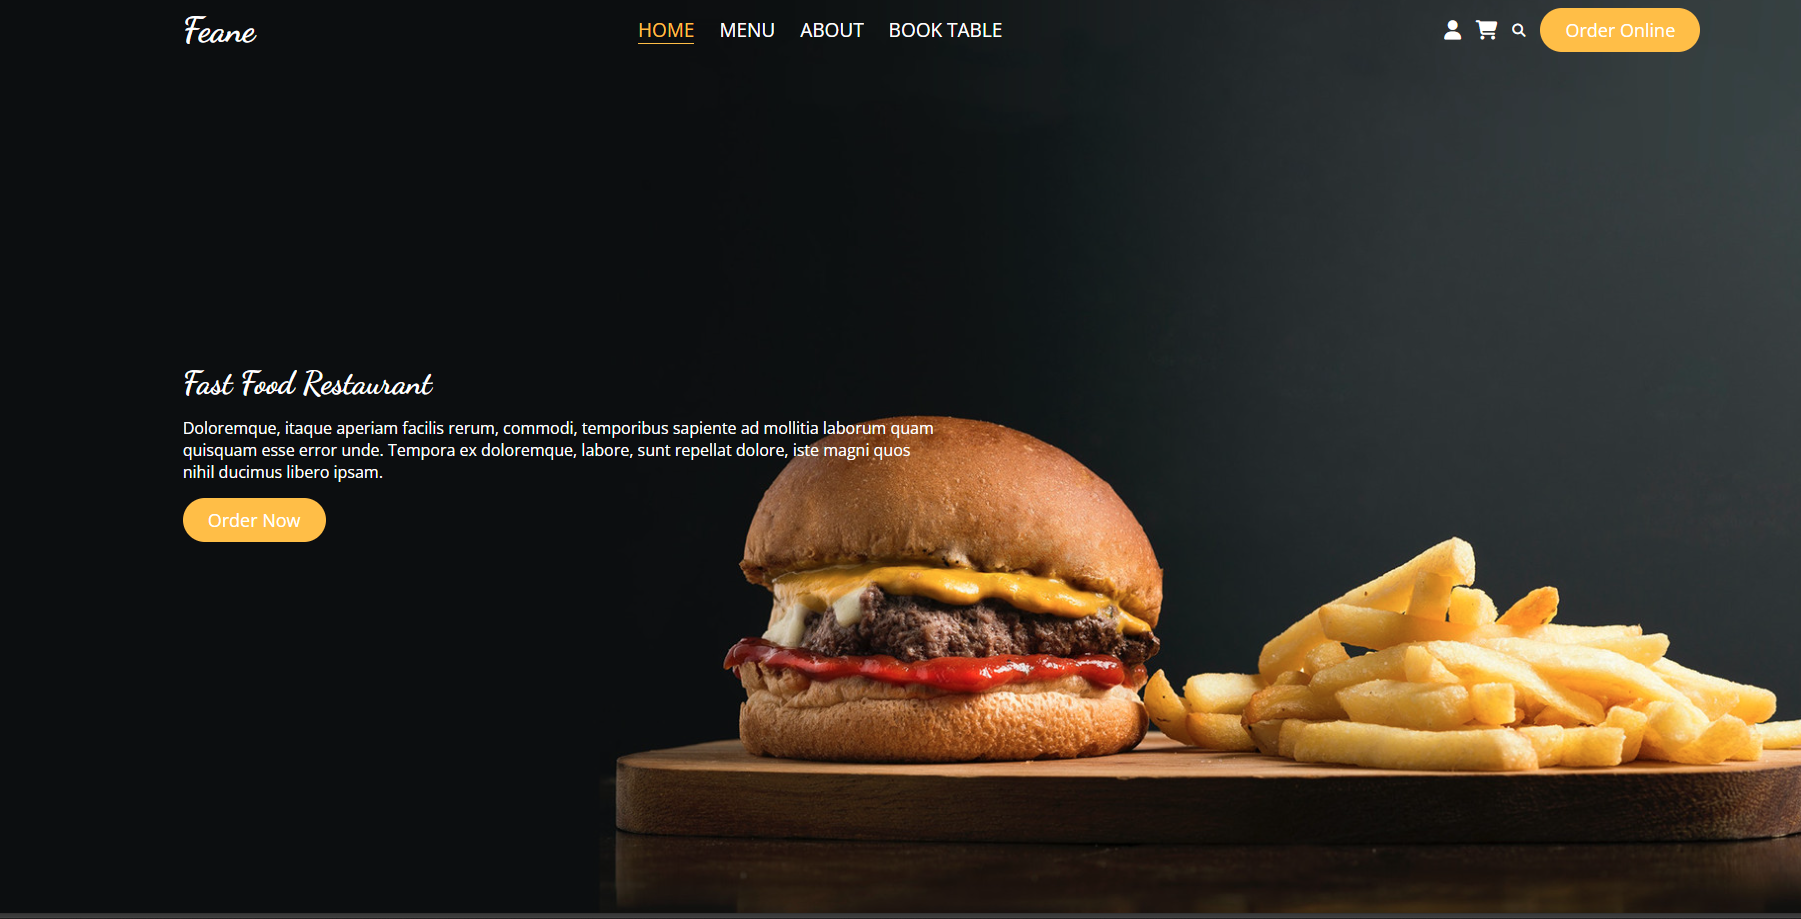 Feane
HOME MENU ABOUT BOOK TABLE
Order Online
Fast Food Restaurant
Doloremque, itaque aperiam facilis rerum, commodi, temporibus sapiente ad mollitia laborum quam
quisquam esse error unde. Tempora ex doloremque, labore, sunt repellat dolore, iste magni quos
nihil ducimus libero ipsam.
Order Now